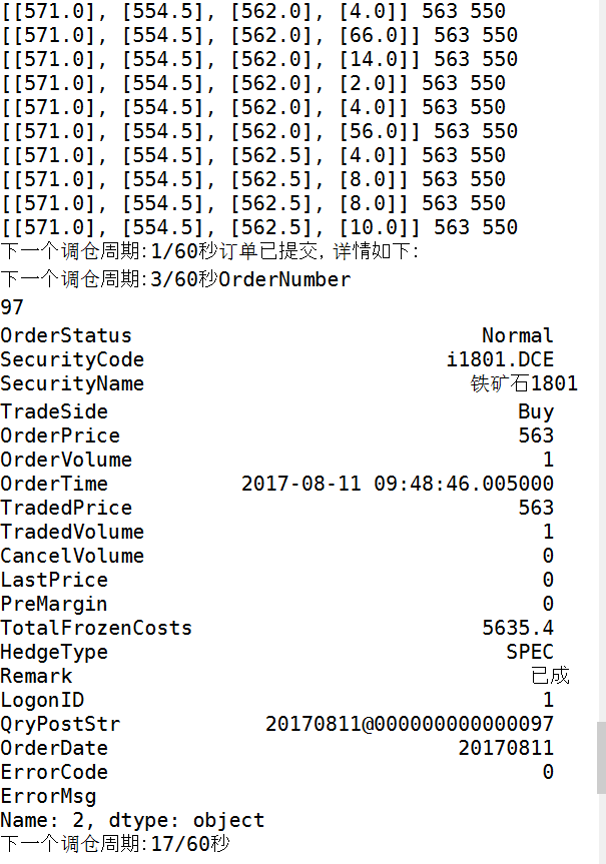 [[571.0], [554.5], [562.0], [4.0]] 563 550
[[571.0], [554.5], [562.0], [66.0]] 563 550
[[571.0], [554.5], [562.0], [14.0]] 563 550
[[571.0], [554.5], [562.0], [2.0]] 563 550
[[571.0], [554.5], [562.0], [4.0]] 563 550
[[571.0], [554.5], [562.0], [56.0]] 563 550
[[571.0], [554.5], [562.5], [4.0]] 563 550
[[571.0], [554.5], [562.5], [8.0]] 563 550
[[571.0], [554.5], [562.5], [8.0]] 563 550
[[571.0], [554.5], [562.5], [10.0]] 563 550
下一个调仓周期:1/60秒订单已提交, 详情如下:
下一个调仓周期:3/60秒OrderNumber
97
OrderStatus Normal
SecurityCode i1801.DCE
SecurityName 铁矿石1801
TradeSide Buy
OrderPrice 563
OrderVolume 1
OrderTime 2017-08-11 09:48:46.005000
TradedPrice 563
TradedVolume 1
CancelVolume 0
LastPrice 0
PreMargin 0
TotalFrozenCosts 5635.4
HedgeType SPEC
Remark 已成
LogonID 1
QryPostStr 20170811@000000000000097
OrderDate 20170811
ErrorCode 0
ErrorMsg
Name: 2, dtype: object
下一个调仓周期:17/60秒